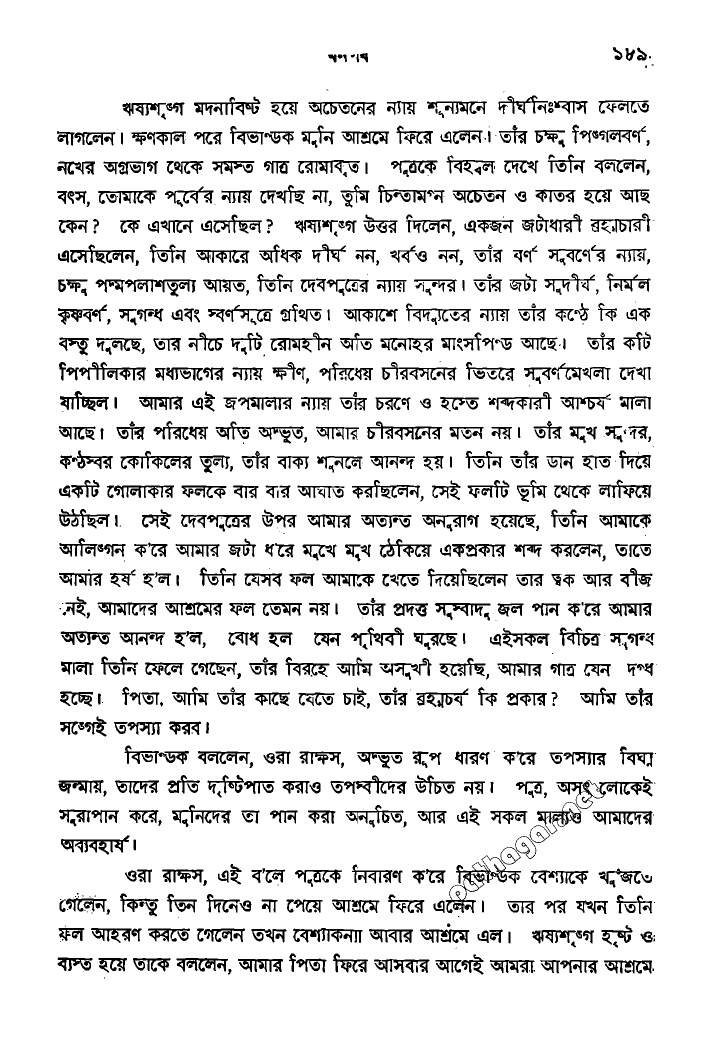 বনপর্ব ১৮৯
ঋষ্যশৃঙ্গ মদনাবিষ্ট হয়ে অচেতনের ন্যায় শূন্যমনে দীর্ঘনিঃশ্বাস ফেলতে
লাগলেন। ক্ষণকাল পরে বিভাণ্ডক মুনি আশ্রমে ফিরে এলেন। তাঁর চক্ষু পিঙ্গলবর্ণ,
নখের অগ্রভাগ থেকে সমস্ত গাত্র রোমাবৃত। পুত্রকে বিহ্বল দেখে তিনি বললেন,
বৎস, তোমাকে পূর্বের ন্যায় দেখছি না, তুমি চিন্তামগ্ন অচেতন ও কাতর হয়ে আছ
কেন? কে এখানে এসেছিল? ঋষ্যশৃঙ্গ উত্তর দিলেন, একজন জটাধারী ব্রহ্মচারী
এসেছিলেন, তিনি আকারে অধিক দীর্ঘ নন, খর্বও নন, তাঁর বর্ণ সুবর্ণের ন্যায়,
চক্ষু পদ্মপলাশতুল্য আয়ত, তিনি দেবপুত্রের ন্যায় সুন্দর। তাঁর জটা সুদীর্ঘ, নির্মল
কৃষ্ণবর্ণ, সুগন্ধ এবং স্বর্ণসূত্রে গ্রথিত। আকাশে বিদ্যুতের ন্যায় তাঁর কণ্ঠে কি এক
বস্তু দুলছে, তার নীচে দুটি রোমহীন অতি মনোহর মাংসপিণ্ড আছে। তাঁর কটি
পিপীলিকার মধ্যভাগের ন্যায় ক্ষীণ, পরিধেয় চীরবসনের ভিতরে সুবর্ণমেখলা দেখা
যাচ্ছিল। আমার এই জপমালার ন্যায় তাঁর চরণে ও হস্তে শব্দকারী আশ্চর্য মালা
আছে। তাঁর পরিধেয় অতি অদ্ভুত, আমার চীরবসনের মতন নয়। তাঁর মুখ সুন্দর,
কণ্ঠস্বর কোকিলের তুল্য, তাঁর বাক্য শুনলে আনন্দ হয়। তিনি তাঁর ডান হাত দিয়ে
একটি গোলাকার ফলকে বার বার আঘাত করছিলেন, সেই ফলটি ভূমি থেকে লাফিয়ে
উঠছিল। সেই দেবপুত্রের উপর আমার অত্যন্ত অনুরাগ হয়েছে, তিনি আমাকে
আলিঙ্গন ক'রে আমার জটা ধ'রে মুখে মুখ ঠেকিয়ে একপ্রকার শব্দ করলেন, তাতে
আমার হর্ষ হ'ল। তিনি যেসব ফল আমাকে খেতে দিয়েছিলেন তার ত্বক আর বীজ
নেই, আমাদের আশ্রমের ফল তেমন নয়। তাঁর প্রদত্ত সুস্বাদু জল পান ক'রে আমার
অত্যন্ত আনন্দ হ'ল, বোধ হল যেন পৃথিবী ঘুরছে। এইসকল বিচিত্র সুগন্ধ
মালা তিনি ফেলে গেছেন, তাঁর বিরহে আমি অসুখী হয়েছি, আমার গাত্র যেন দগ্ধ
হচ্ছে। পিতা, আমি তাঁর কাছে যেতে চাই, তাঁর ব্রহ্মচর্য কি প্রকার? আমি তাঁর
সঙ্গেই তপস্যা করব।
বিভাণ্ডক বললেন, ওরা রাক্ষস, অদ্ভুত রূপ ধারণ ক'রে তপস্যার বিঘ্ন
জন্মায়, তাদের প্রতি দৃষ্টিপাত করাও তপস্বীদের উচিত নয়। পুত্র, অসৎ লোকেই
সুরাপান করে, মুনিদের তা পান করা অনুচিত, আর এই সকল মাল্যও আমাদের
অব্যবহার্য।
ওরা রাক্ষস, এই ব'লে পুত্রকে নিবারণ ক'রে বিভাণ্ডক বেশ্যাকে খুঁজতে
গেলেন, কিন্তু তিন দিনেও না পেয়ে আশ্রমে ফিরে এলেন। তার পর যখন তিনি
ফল আহরণ করতে গেলেন তখন বেশ্যাকন্যা আবার আশ্রমে এল। ঋষ্যশৃঙ্গ হৃষ্ট ও
ব্যস্ত হয়ে তাকে বললেন, আমার পিতা ফিরে আসবার আগেই আমরা আপনার আশ্রমে
pathagar.net